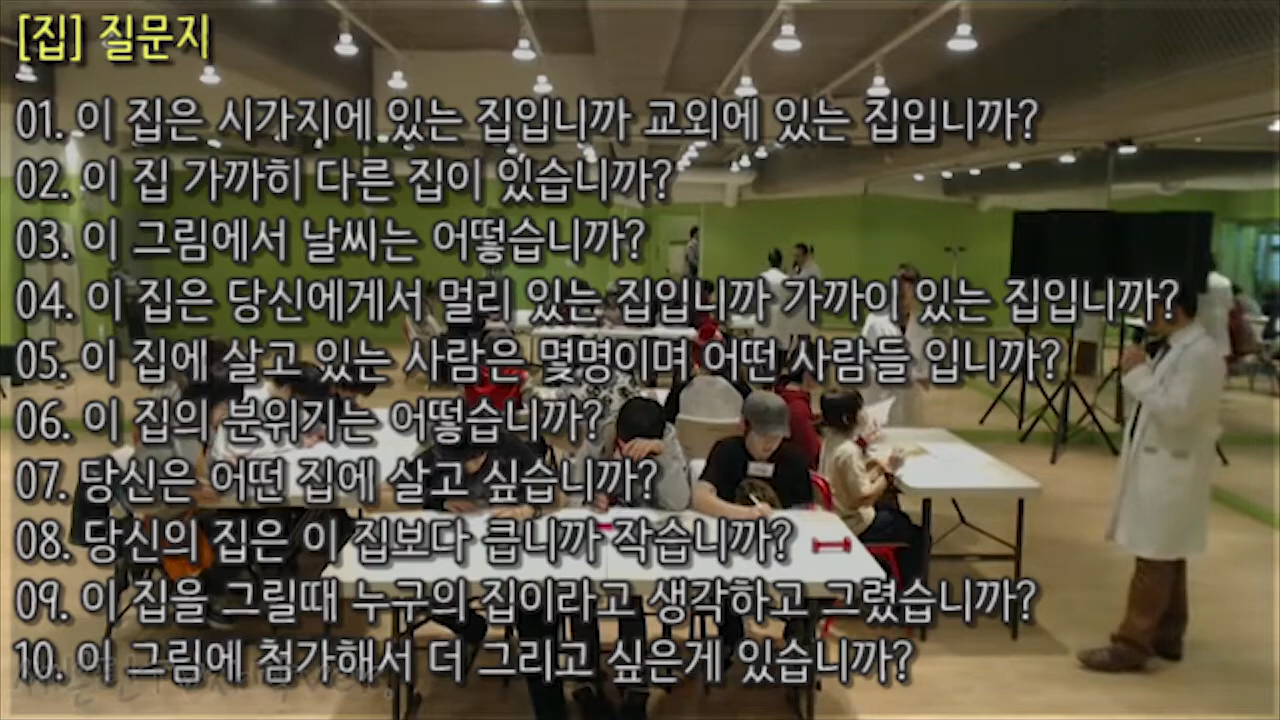 [집] 질문지
01. 이 집은 시가지에 있는 집입니까 교외에 있는 집입니까?
02. 이 집 가까히 다른 집이 있습니까?
03. 이 그림에서 날씨는 어떻습니까?
04. 이 집은 당신에게서 멀리 있는 집입니까 가까이 있는 집입니까?
05. 이 집에 살고 있는 사람은 몇명이며 어떤 사람들 입니까?
06. 이 집의 분위기는 어떻습니까?
07. 당신은 어떤 집에 살고 싶습니까?
08. 당신의 집은 이 집보다 큽니까 작습니까?
09. 이 집을 그릴때 누구의 집이라고 생각하고 그렸습니까?
10. 이 그림에 첨가해서 더 그리고 싶은게 있습니까?